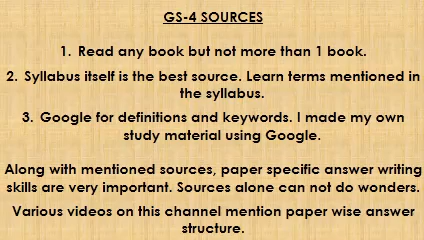 GS-4 SOURCES
1. Read any book but not more than 1 book.
2. Syllabus itself is the best source. Learn terms mentioned in
the syllabus.
3. Google for definitions and keywords. I made my own
study material using Google.
Along with mentioned sources, paper specific answer writing
skills are very important. Sources alone can not do wonders.
Various videos on this channel mention paper wise answer
structure.